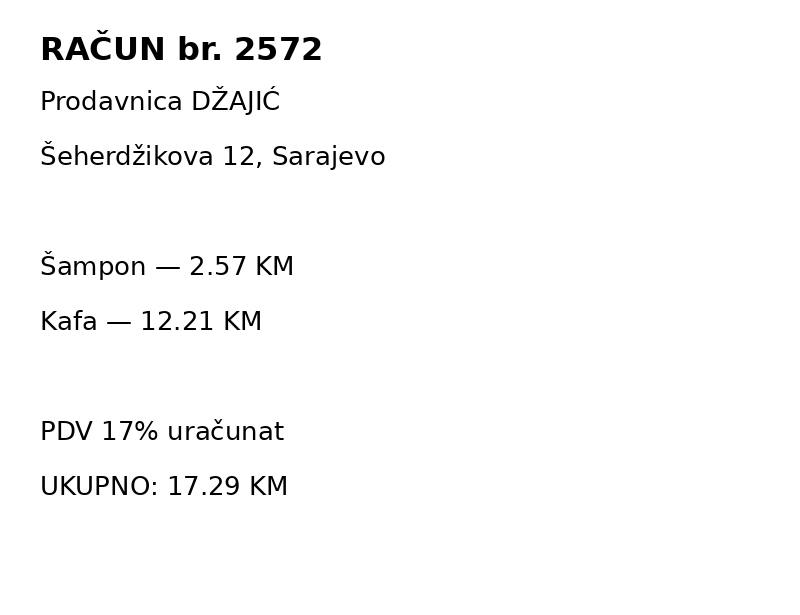 RAČUN br. 2572
Prodavnica DŽAJIĆ
Šeherdžikova 12, Sarajevo
Šampon — 2.57 KM
Kafa — 12.21 KM
PDV 17% uračunat
UKUPNO: 17.29 KM